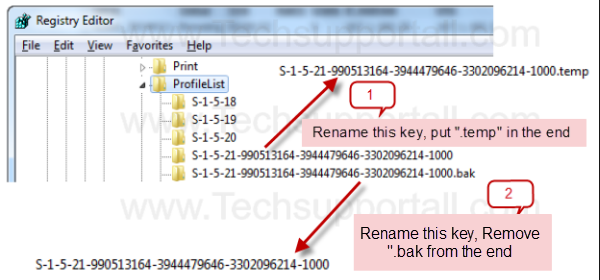 Registry Editor
File Edit View Favorites Help
www.Techsupportall.com
Print
ProfileList
S-1-5-18
S-1-5-19
S-1-5-20
S-1-5-21-990513164-3944479646-3302096214-1000
S-1-5-21-990513164-3944479646-3302096214-1000.bak
S-1-5-21-990513164-3944479646-3302096214-1000.temp
1
Rename this key, put ".temp" in the end
www.Techsupportall.com
2
Rename this key, Remove
".bak from the end
S-1-5-21-990513164-3944479646-3302096214-1000